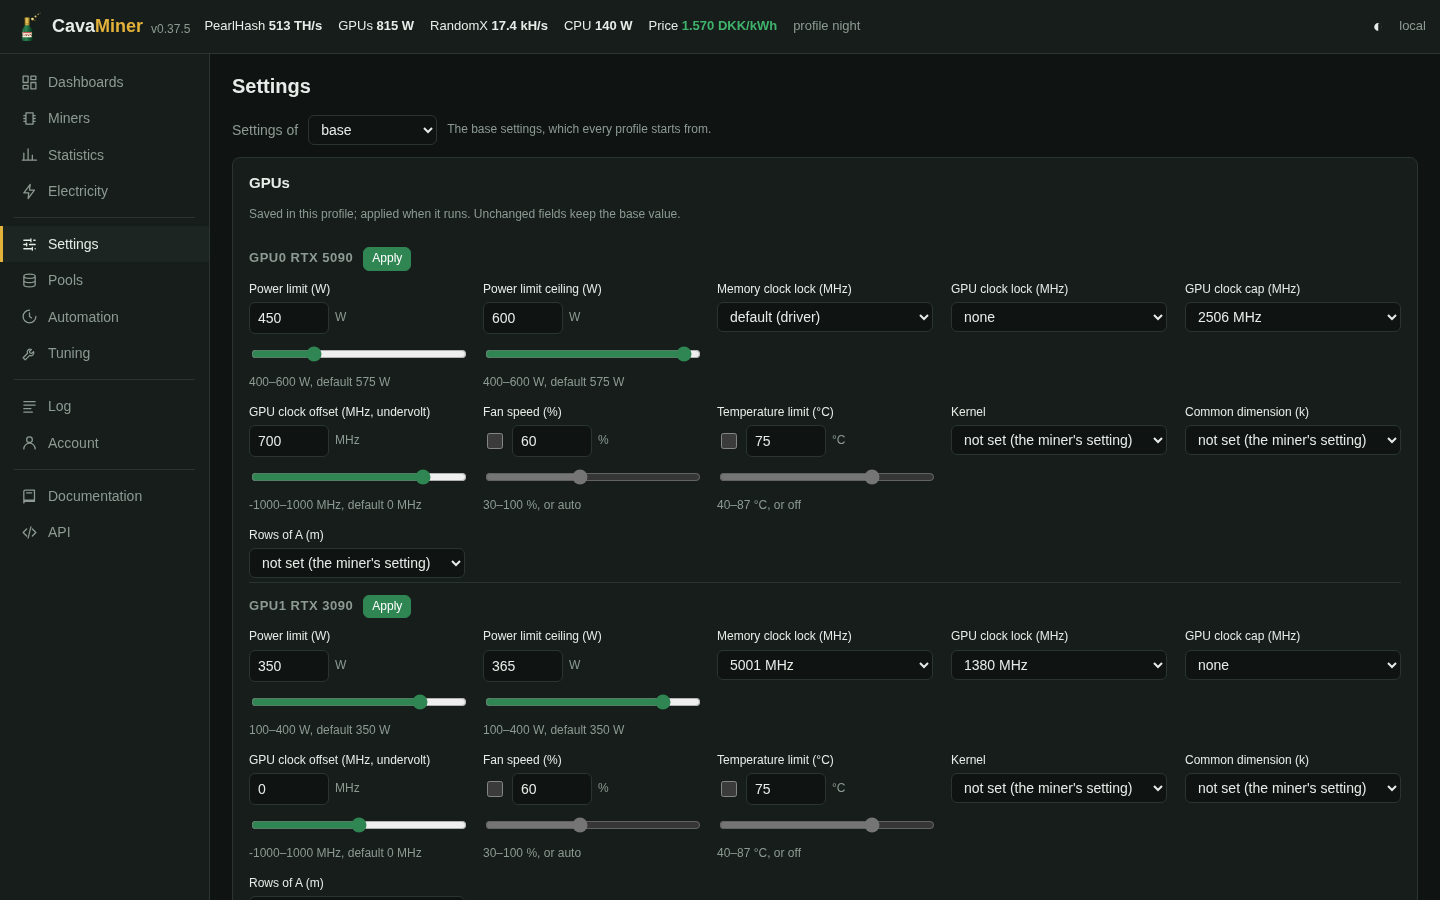 CavaMiner v0.37.5 PearlHash 513 TH/s GPUs 815 W RandomX 17.4 kH/s CPU 140 W Price 1.570 DKK/kWh profile night local
Dashboards
Miners
Statistics
Electricity
Settings
Pools
Automation
Tuning
Log
Account
Documentation
API
Settings
Settings of base The base settings, which every profile starts from.
GPUs
Saved in this profile; applied when it runs. Unchanged fields keep the base value.
GPU0 RTX 5090 Apply
Power limit (W) Power limit ceiling (W) Memory clock lock (MHz) GPU clock lock (MHz) GPU clock cap (MHz)
450 W 600 W default (driver) none 2506 MHz
400–600 W, default 575 W 400–600 W, default 575 W
GPU clock offset (MHz, undervolt) Fan speed (%) Temperature limit (°C) Kernel Common dimension (k)
700 MHz 60 % 75 °C not set (the miner's setting) not set (the miner's setting)
-1000–1000 MHz, default 0 MHz 30–100 %, or auto 40–87 °C, or off
Rows of A (m)
not set (the miner's setting)
GPU1 RTX 3090 Apply
Power limit (W) Power limit ceiling (W) Memory clock lock (MHz) GPU clock lock (MHz) GPU clock cap (MHz)
350 W 365 W 5001 MHz 1380 MHz none
100–400 W, default 350 W 100–400 W, default 350 W
GPU clock offset (MHz, undervolt) Fan speed (%) Temperature limit (°C) Kernel Common dimension (k)
0 MHz 60 % 75 °C not set (the miner's setting) not set (the miner's setting)
-1000–1000 MHz, default 0 MHz 30–100 %, or auto 40–87 °C, or off
Rows of A (m)